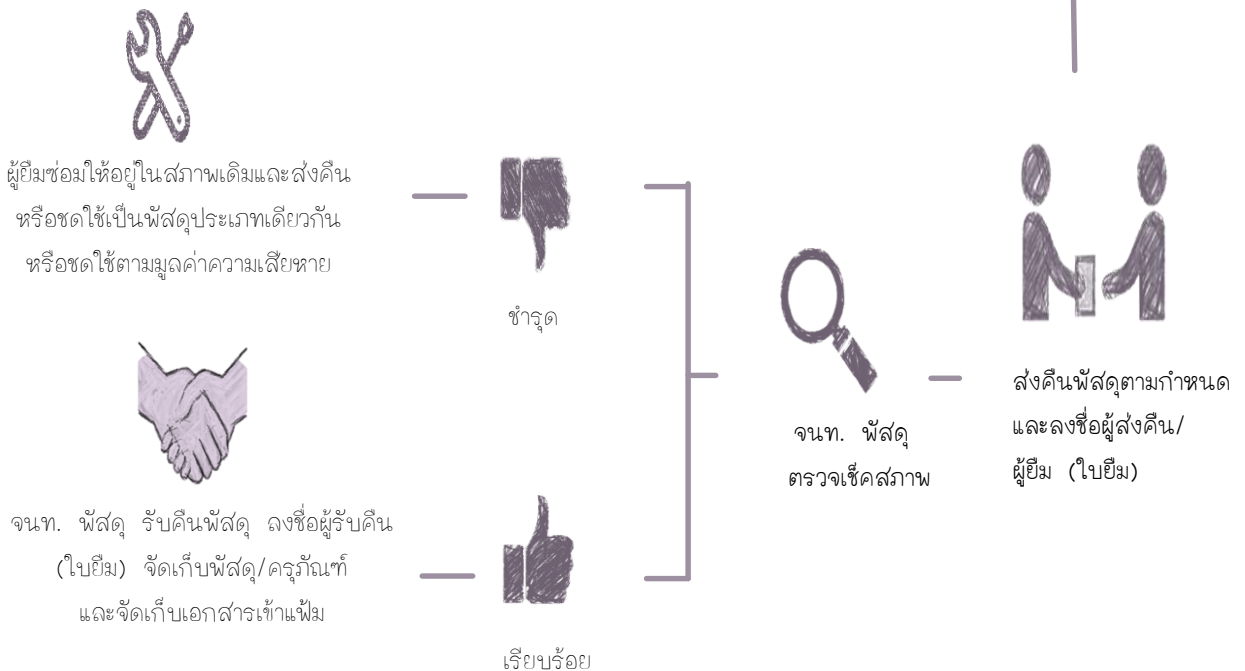 ผู้ยืมซ่อมให้อยู่ในสภาพเดิมและส่งคืน
หรือชดใช้เป็นพัสดุประเภทเดียวกัน
หรือชดใช้ตามมูลค่าความเสียหาย
ชำรุด
ส่งคืนพัสดุตามกำหนด
และลงชื่อผู้ส่งคืน/
ผู้ยืม (ใบยืม)
จนท. พัสดุ
ตรวจเช็คสภาพ
จนท. พัสดุ รับคืนพัสดุ ลงชื่อผู้รับคืน
(ใบยืม) จัดเก็บพัสดุ/ครุภัณฑ์
และจัดเก็บเอกสารเข้าแฟ้ม
เรียบร้อย